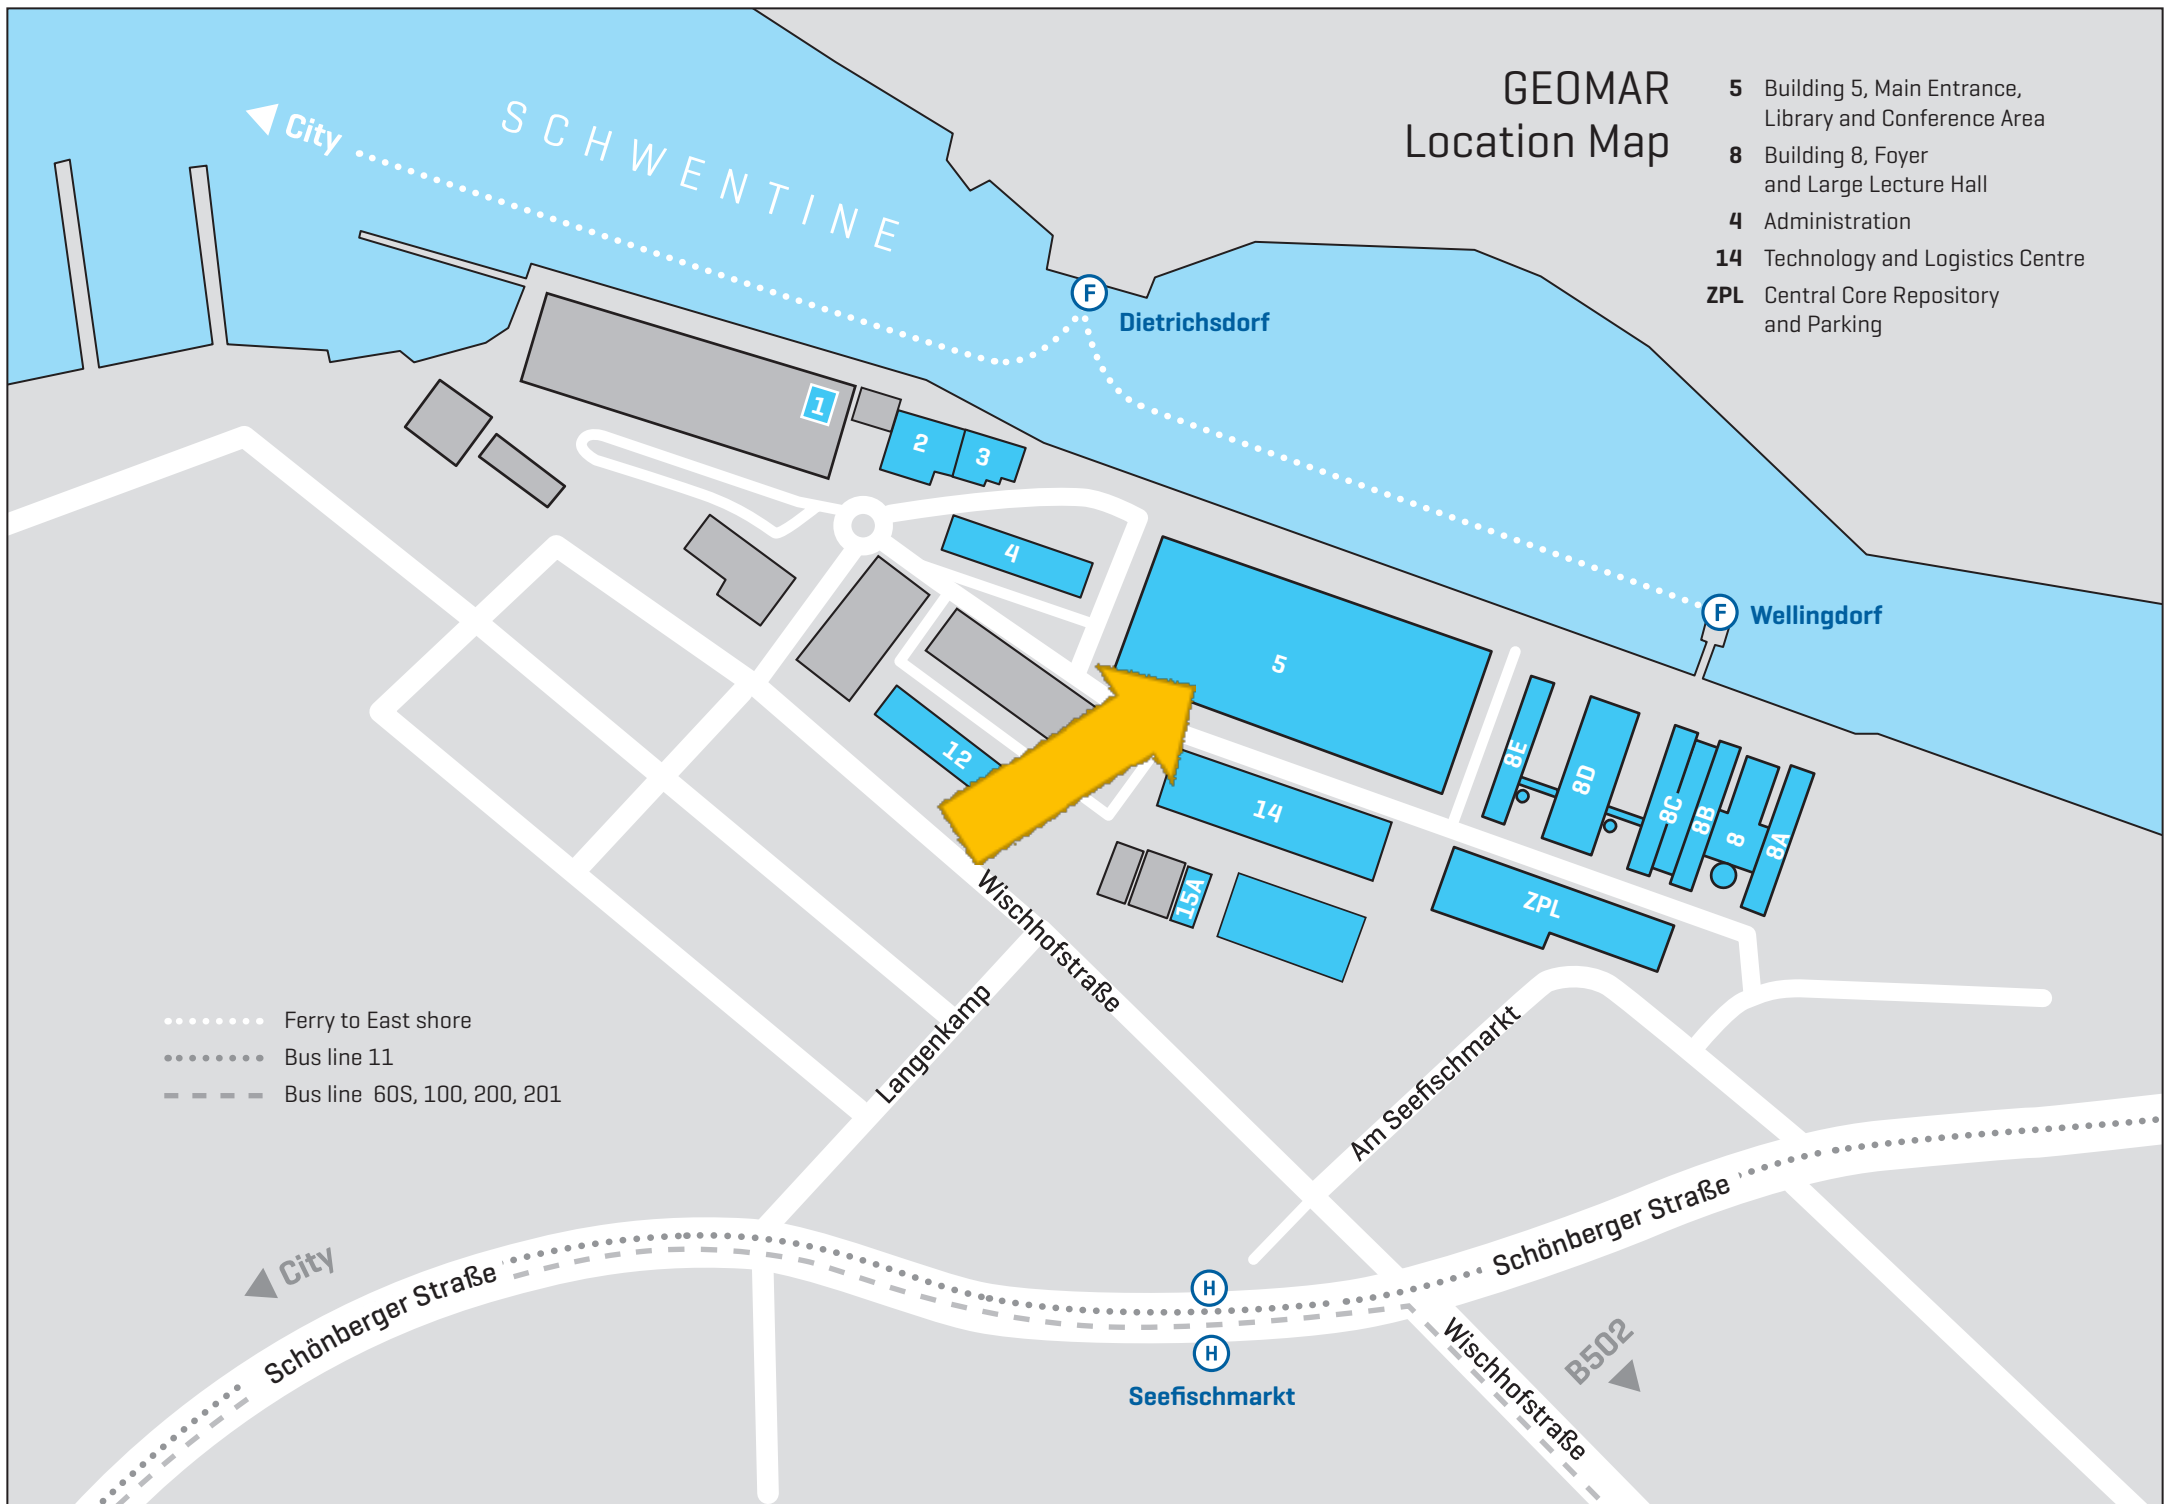 GEOMAR
Location Map
5 Building 5, Main Entrance,
Library and Conference Area
8 Building 8, Foyer
and Large Lecture Hall
4 Administration
14 Technology and Logistics Centre
ZPL Central Core Repository
and Parking
City
SCHWENTINE
F
Dietrichsdorf
1
2
3
4
5
F
Wellingdorf
12
14
8E
8D
8C
8B
8
8A
15A
ZPL
Wischhofstraße
Langenkamp
Am Seefischmarkt
Ferry to East shore
Bus line 11
Bus line 60S, 100, 200, 201
City
Schönberger Straße
Schönberger Straße
H
H
Seefischmarkt
Wischhofstraße
B502